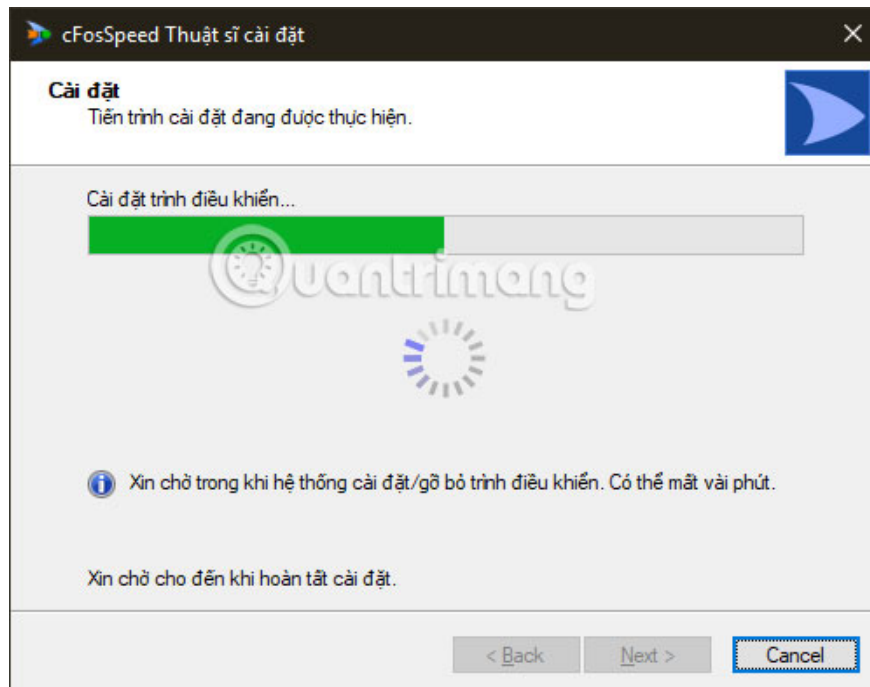 cFosSpeed Thuật sĩ cài đặt
Cài đặt
Tiến trình cài đặt đang được thực hiện.
Cài đặt trình điều khiển...
Quantrimang
Xin chờ trong khi hệ thống cài đặt/gỡ bỏ trình điều khiển. Có thể mất vài phút.
Xin chờ cho đến khi hoàn tất cài đặt.
< Back Next > Cancel